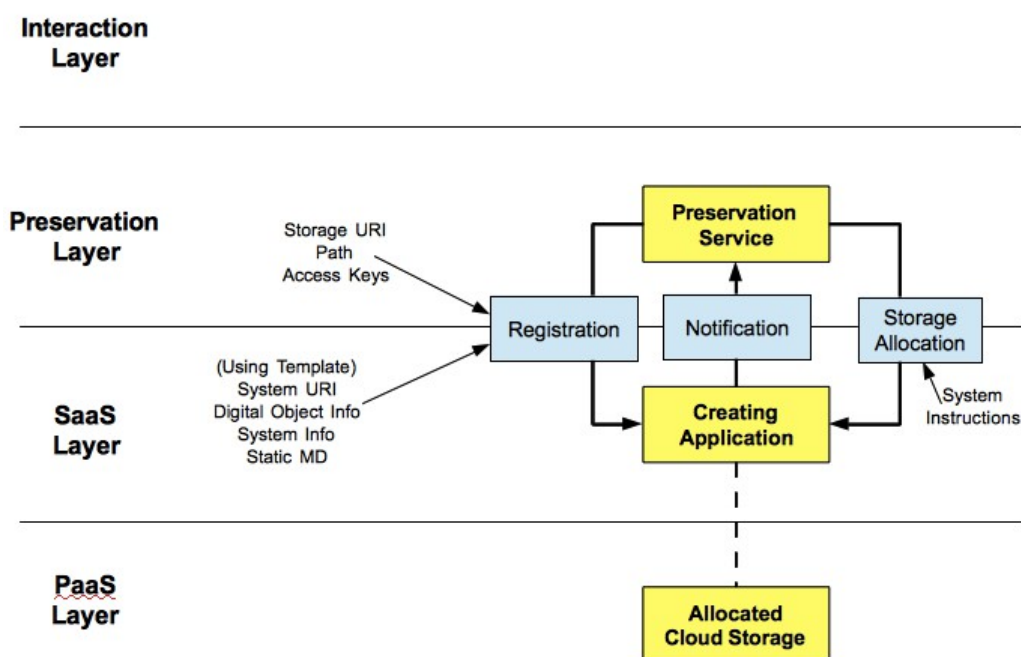 Interaction
Layer
Preservation
Layer
Storage URI
Path
Access Keys
Preservation
Service
Registration
Notification
Storage
Allocation
SaaS
Layer
(Using Template)
System URI
Digital Object Info
System Info
Static MD
Creating
Application
System
Instructions
PaaS
Layer
Allocated
Cloud Storage